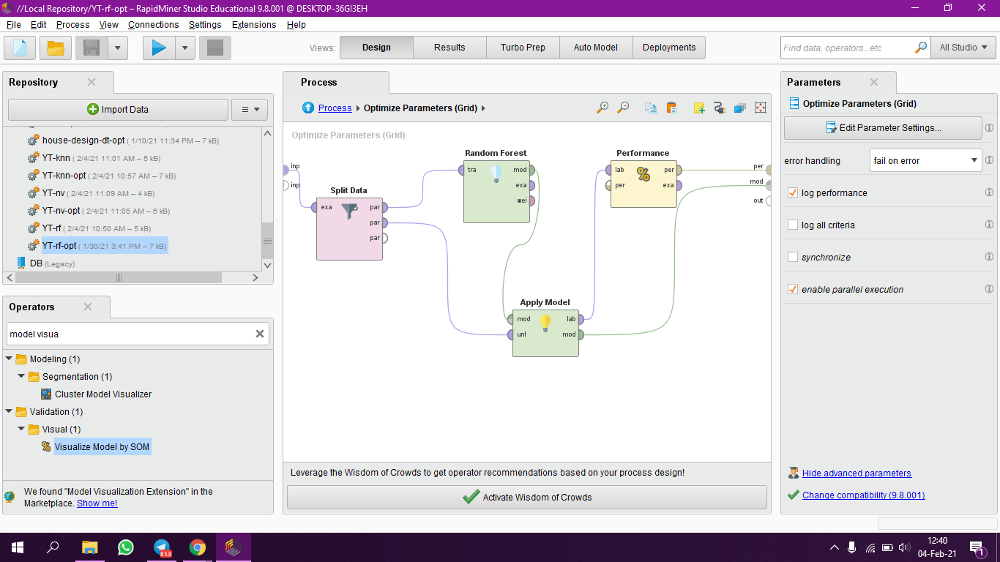 //Local Repository/YT-rf-opt – RapidMiner Studio Educational 9.8.001 @ DESKTOP-36GI3EH
File Edit Process View Connections Settings Extensions Help
Views: Design Results Turbo Prep Auto Model Deployments
Find data, operators...etc
All Studio
Repository
Import Data
house-design-dt-opt ( 1/10/21 11:34 PM – 7 kB)
YT-knn ( 2/4/21 11:01 AM – 5 kB)
YT-knn-opt ( 2/4/21 10:57 AM – 7 kB)
YT-nv ( 2/4/21 11:09 AM – 4 kB)
YT-nv-opt ( 2/4/21 11:05 AM – 6 kB)
YT-rf ( 2/4/21 10:50 AM – 5 kB)
YT-rf-opt ( 1/30/21 3:41 PM – 7 kB)
DB (Legacy)
Operators
model visua
Modeling (1)
Segmentation (1)
Cluster Model Visualizer
Validation (1)
Visual (1)
Visualize Model by SOM
We found "Model Visualization Extension" in the
Marketplace. Show me!
Process
Process Optimize Parameters (Grid)
Optimize Parameters (Grid)
inp
inp
Split Data
exa par
par
par
Random Forest
tra mod
exa
wei
Apply Model
mod lab
unl mod
Performance
lab per
per exa
per
mod
out
Leverage the Wisdom of Crowds to get operator recommendations based on your process design!
Activate Wisdom of Crowds
Parameters
Optimize Parameters (Grid)
Edit Parameter Settings...
error handling fail on error
log performance
log all criteria
synchronize
enable parallel execution
Hide advanced parameters
Change compatibility (9.8.001)
853
12:40
04-Feb-21
1